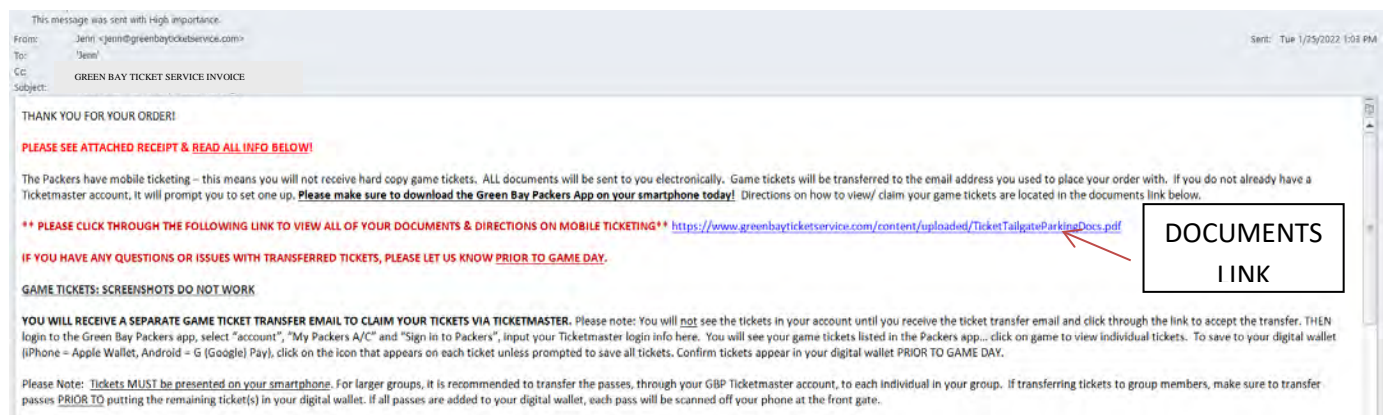 This message was sent with High importance.
From: Jenn <jenn@greenbayticketservice.com>
Sent: Tue 1/25/2022 1:03 PM
To: 'Jenn'
Cc:
GREEN BAY TICKET SERVICE INVOICE
Subject:
THANK YOU FOR YOUR ORDER!
PLEASE SEE ATTACHED RECEIPT & READ ALL INFO BELOW!
The Packers have mobile ticketing – this means you will not receive hard copy game tickets. ALL documents will be sent to you electronically. Game tickets will be transferred to the email address you used to place your order with. If you do not already have a
Ticketmaster account, it will prompt you to set one up. Please make sure to download the Green Bay Packers App on your smartphone today! Directions on how to view/ claim your game tickets are located in the documents link below.
** PLEASE CLICK THROUGH THE FOLLOWING LINK TO VIEW ALL OF YOUR DOCUMENTS & DIRECTIONS ON MOBILE TICKETING** https://www.greenbayticketservice.com/content/uploaded/TicketTailgateParkingDocs.pdf
DOCUMENTS
LINK
IF YOU HAVE ANY QUESTIONS OR ISSUES WITH TRANSFERRED TICKETS, PLEASE LET US KNOW PRIOR TO GAME DAY.
GAME TICKETS: SCREENSHOTS DO NOT WORK
YOU WILL RECEIVE A SEPARATE GAME TICKET TRANSFER EMAIL TO CLAIM YOUR TICKETS VIA TICKETMASTER. Please note: You will not see the tickets in your account until you receive the ticket transfer email and click through the link to accept the transfer. THEN
login to the Green Bay Packers app, select "account", "My Packers A/C" and "Sign in to Packers", input your Ticketmaster login info here. You will see your game tickets listed in the Packers app... click on game to view individual tickets. To save to your digital wallet
(iPhone = Apple Wallet, Android = G (Google) Pay), click on the icon that appears on each ticket unless prompted to save all tickets. Confirm tickets appear in your digital wallet PRIOR TO GAME DAY.
Please Note: Tickets MUST be presented on your smartphone. For larger groups, it is recommended to transfer the passes, through your GBP Ticketmaster account, to each individual in your group. If transferring tickets to group members, make sure to transfer
passes PRIOR TO putting the remaining ticket(s) in your digital wallet. If all passes are added to your digital wallet, each pass will be scanned off your phone at the front gate.